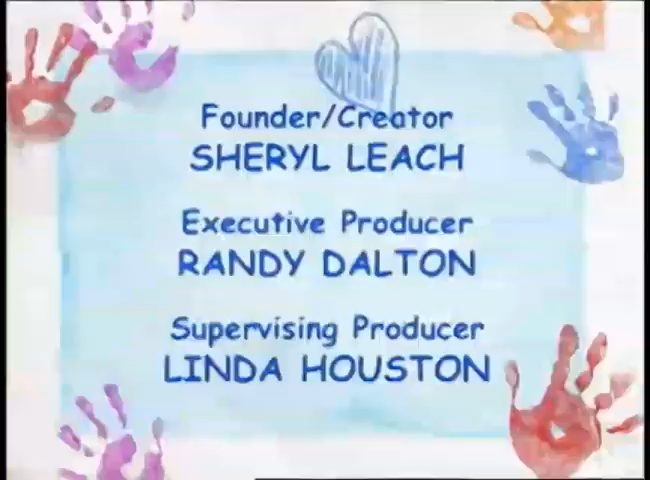 Founder/Creator
SHERYL LEACH
Executive Producer
RANDY DALTON
Supervising Producer
LINDA HOUSTON